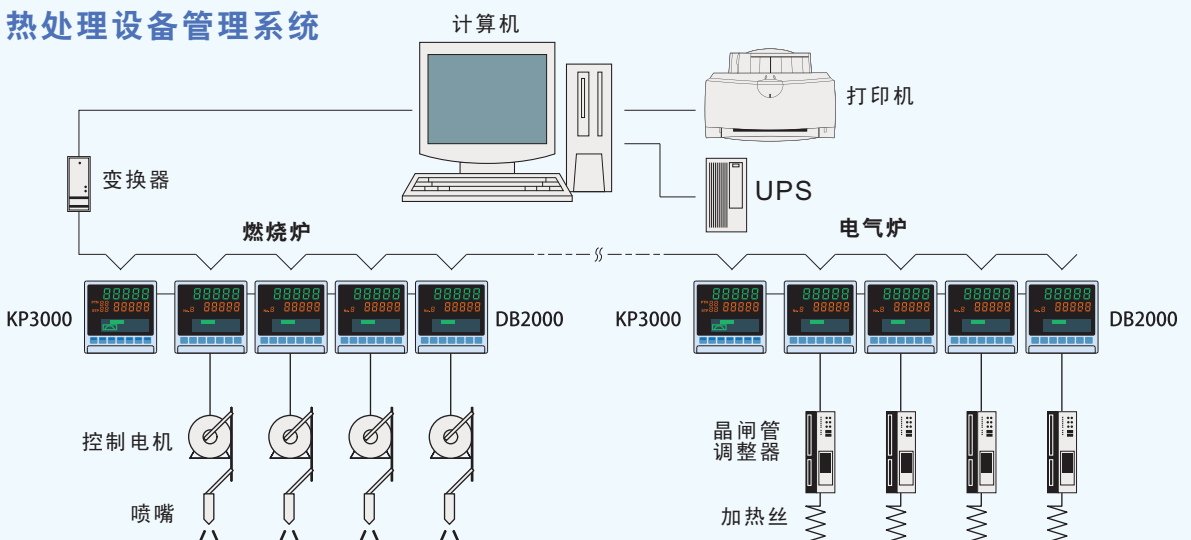 热处理设备管理系统
计算机
打印机
变换器
UPS
燃烧炉
电气炉
KP3000
DB2000
KP3000
DB2000
控制电机
晶闸管
调整器
喷嘴
加热丝